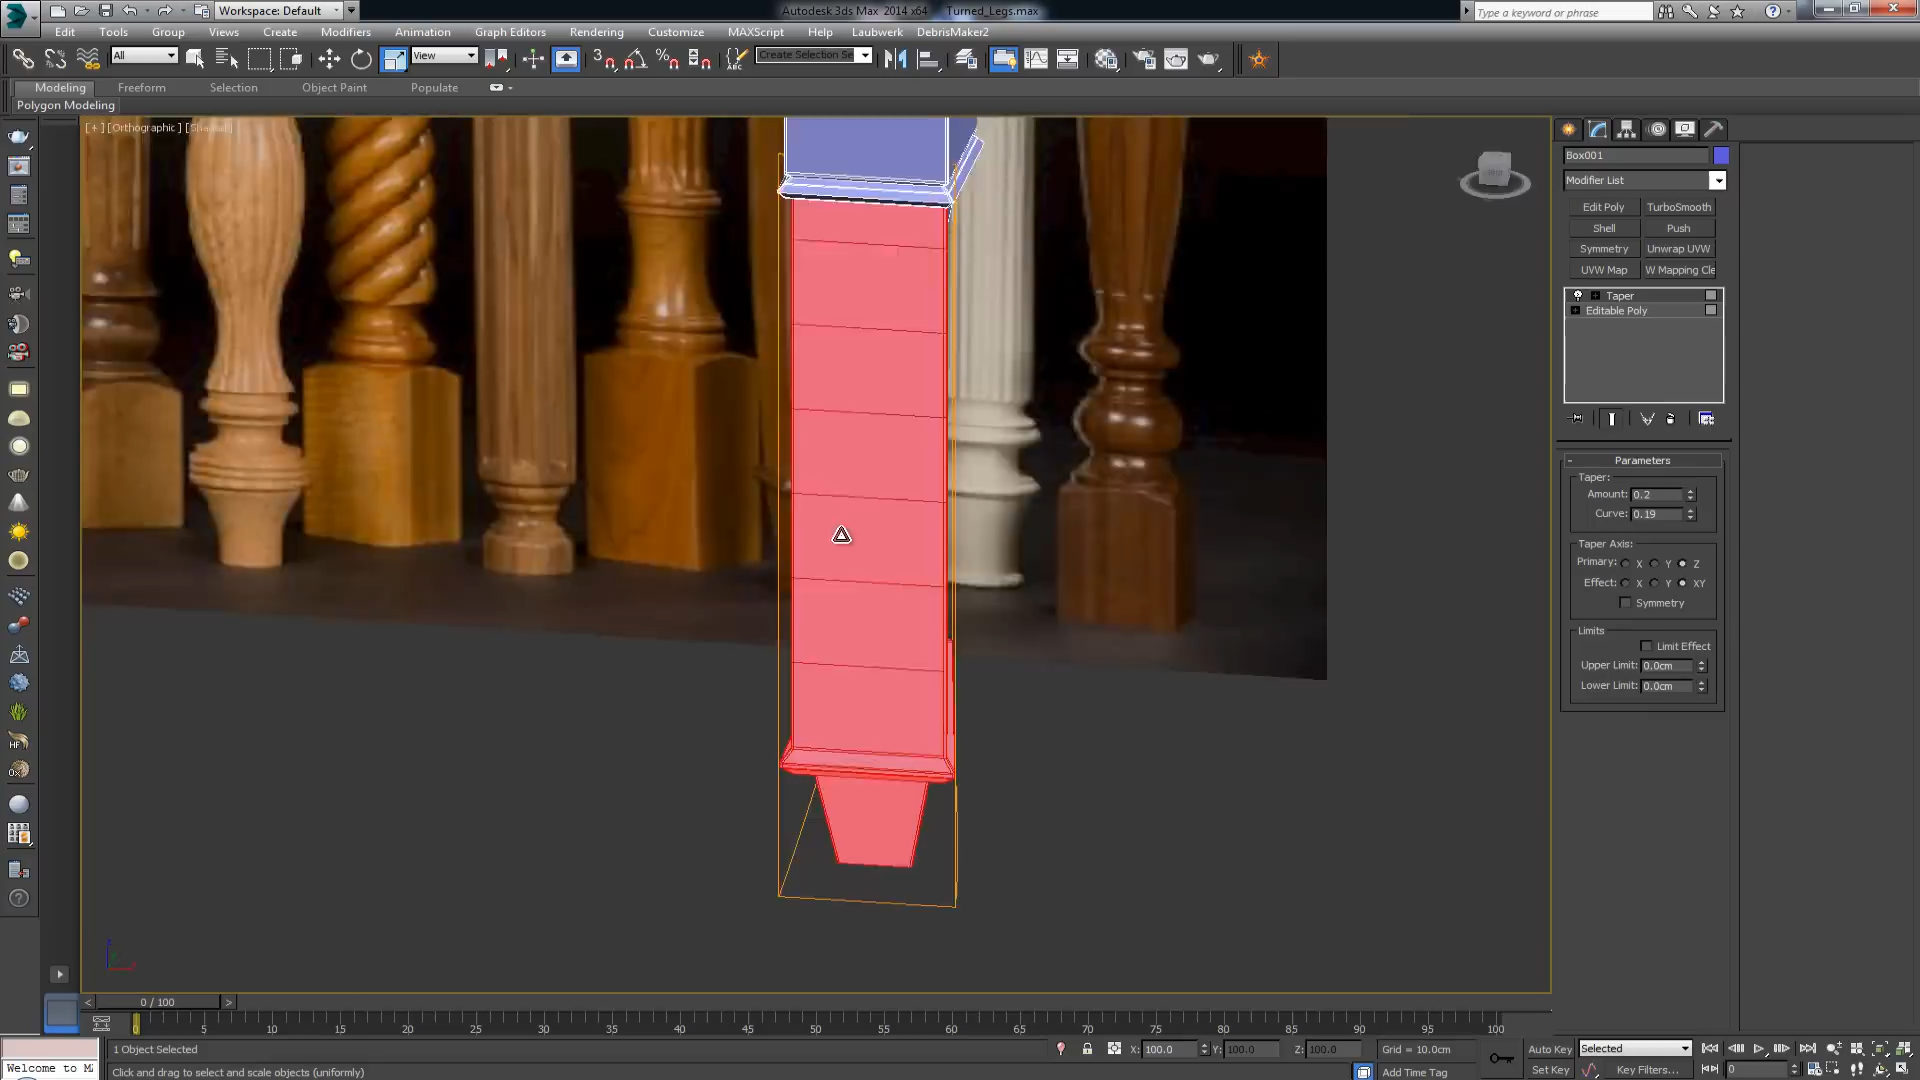 Workspace: Default
Autodesk 3ds Max 2014 x64 Turned_Legs.max
Type a keyword or phrase
Edit Tools Group Views Create Modifiers Animation Graph Editors Rendering Customize MAXScript Help Laubwerk DebrisMaker2
All
View
Create Selection Se
Modeling Freeform Selection Object Paint Populate
Polygon Modeling
[+] [Orthographic] [Shaded]
Box001
Modifier List
Edit Poly TurboSmooth
Shell Push
Symmetry Unwrap UVW
UVW Map W Mapping Cle
Taper
Editable Poly
Parameters
Taper:
Amount: 0.2
Curve: 0.19
Taper Axis:
Primary: X Y Z
Effect: X Y XY
Symmetry
Limits
Limit Effect
Upper Limit: 0.0cm
Lower Limit: 0.0cm
HF
0 / 100
0 5 10 15 20 25 30 35 40 45 50 55 60 65 70 75 80 85 90 95 100
1 Object Selected
X: 100.0 Y: 100.0 Z: 100.0
Grid = 10.0cm
Auto Key Selected
Welcome to M
Click and drag to select and scale objects (uniformly)
Add Time Tag
Set Key Key Filters... 0